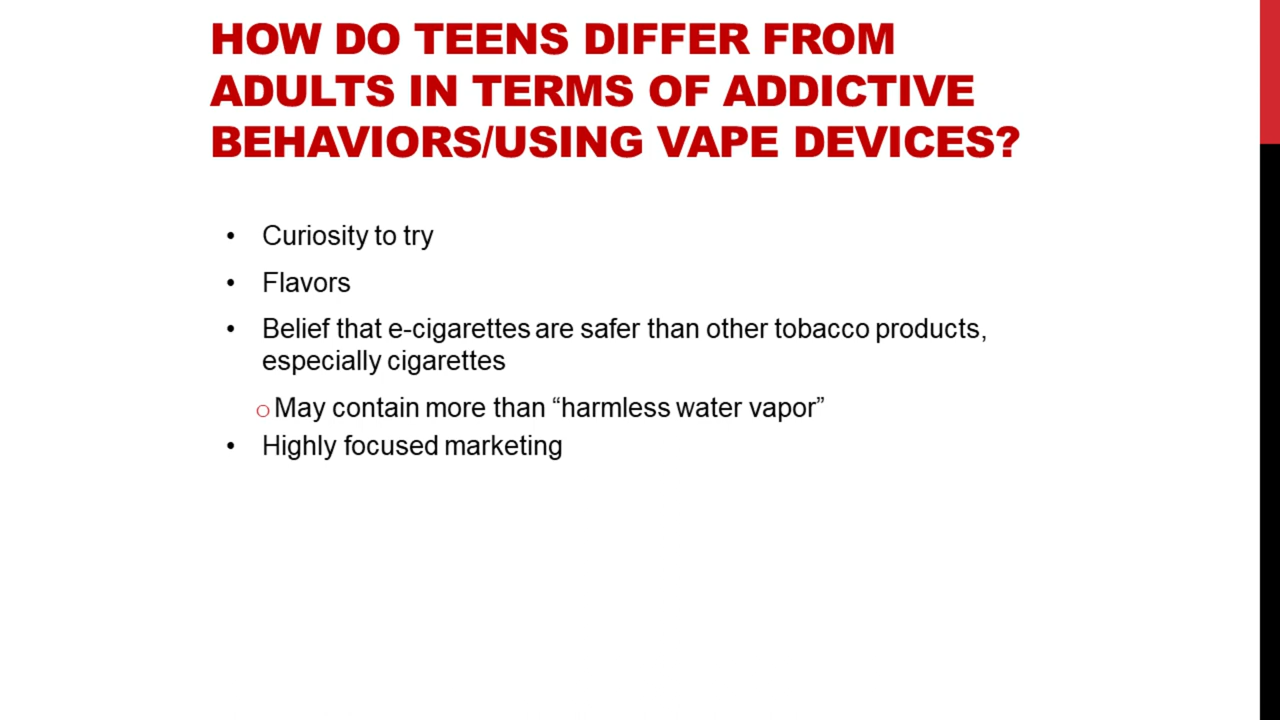 HOW DO TEENS DIFFER FROM
ADULTS IN TERMS OF ADDICTIVE
BEHAVIORS/USING VAPE DEVICES?
• Curiosity to try
• Flavors
• Belief that e-cigarettes are safer than other tobacco products,
especially cigarettes
○ May contain more than “harmless water vapor”
• Highly focused marketing